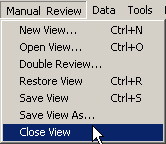 Manual Review Data Tools
New View... Ctrl+N
Open View... Ctrl+O
Double Review...
Restore View Ctrl+R
Save View Ctrl+S
Save View As...
Close View